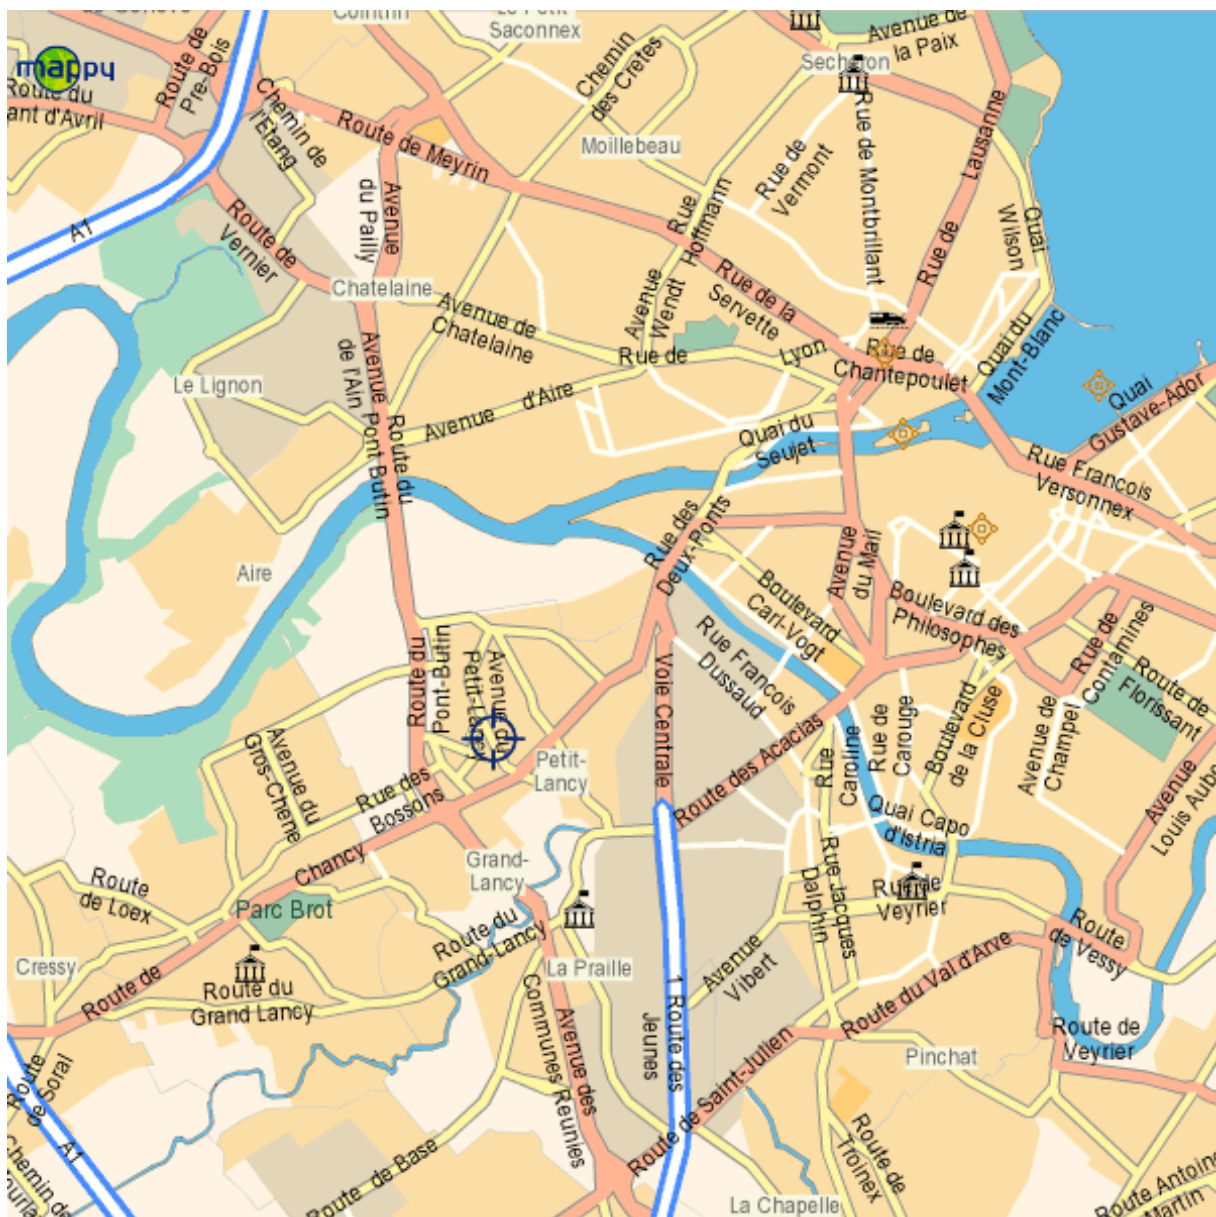 Cointrin
Le Petit
Saconnex
Avenue de
la Paix
Secheron
mappy
Route de
Pre-Bois
Route du
ant d'Avril
Chemin de
l'Etang
Chemin
des Cretes
Route de Meyrin
Moillebeau
Rue de
Vermont
Rue de Montbrillant
Rue de
Lausanne
Quai
Wilson
A1
Route de
Vernier
Avenue
du Pailly
Rue
Hoffmann
Avenue
Wendt
Rue de la
Servette
Chatelaine
Avenue de
Chatelaine
Rue de
Lyon
Rue de
Chantepoulet
Quai du
Mont-Blanc
Quai
Gustave-Ador
Le Lignon
Avenue
de l'Ain
Pont Butin
Route du
Avenue d'Aire
Quai du
Seujet
Rue François
Versonnex
Rue des
Deux-Ponts
Avenue
du Mail
Aire
Boulevard
Carl-Vogt
Boulevard des
Philosophes
Rue de
Contamines
Route de
Florissant
Route du
Pont-Butin
Avenue du
Petit-Lancy
Rue François
Dussaud
Voie Centrale
Petit-
Lancy
Route des Acacias
Rue
Caroline
Rue de
Carouge
Boulevard
de la Cluse
Avenue de
Champel
Avenue
Louis Aube
Avenue du
Gros-Chene
Rue des
Bossons
Chancy
Quai Capo
d'Istria
Grand-
Lancy
Route
de Loex
Parc Brot
Route du
Grand-Lancy
Rue Jacques
Dalphin
Rue de
Veyrier
Route
de Vessy
Cressy
Route de
Route du
Grand Lancy
La Praille
Avenue
Vibert
Route du Val d'Arve
Communes Reunies
Avenue des
1 Route des
Jeunes
Route de Saint-Julien
Route de
Veyrier
Pinchat
Route
de Soral
A1
Chemin de
Route de Base
Route de
Troinex
La Chapelle
Route Antoine
Martin